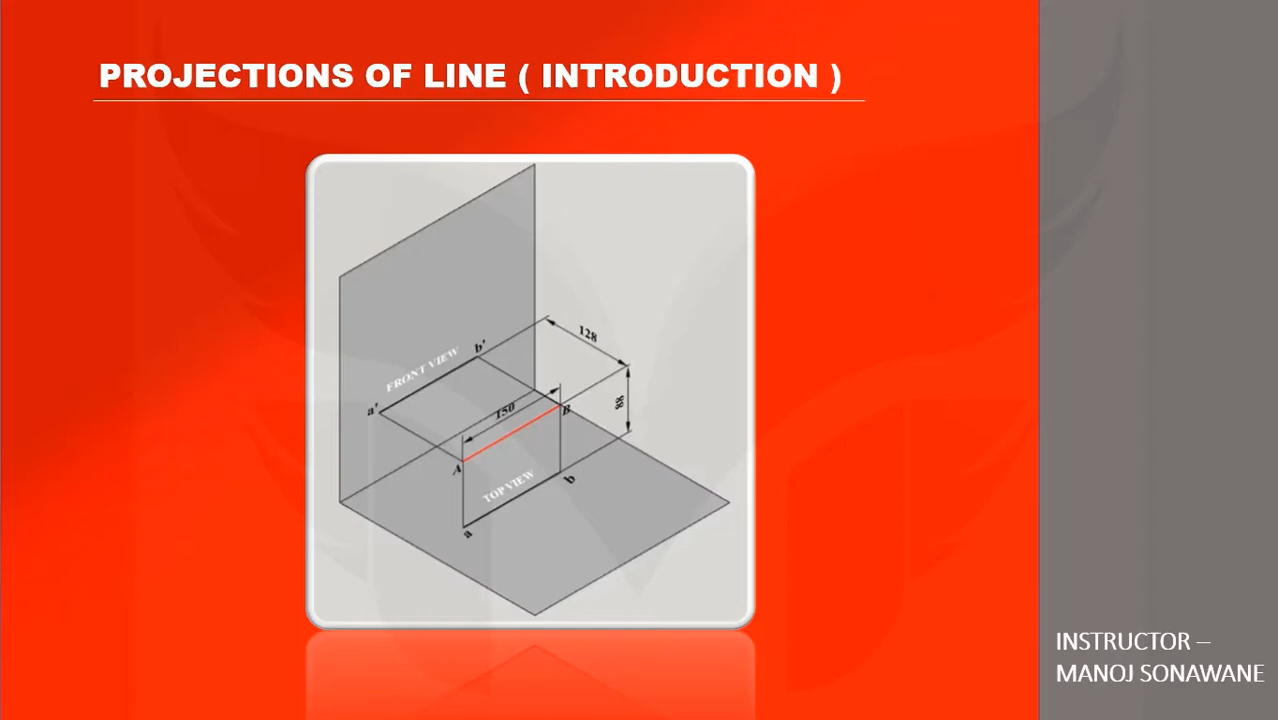 PROJECTIONS OF LINE ( INTRODUCTION )
128
b'
FRONT VIEW
88
a'
150
B
A
TOP VIEW
b
a
INSTRUCTOR –
MANOJ SONAWANE